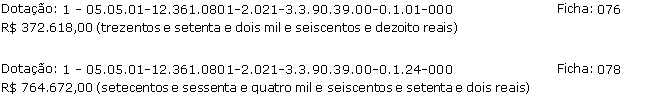 Dotação: 1 - 05.05.01-12.361.0801-2.021-3.3.90.39.00-0.1.01-000 Ficha: 076
R$ 372.618,00 (trezentos e setenta e dois mil e seiscentos e dezoito reais)
Dotação: 1 - 05.05.01-12.361.0801-2.021-3.3.90.39.00-0.1.24-000 Ficha: 078
R$ 764.672,00 (setecentos e sessenta e quatro mil e seiscentos e setenta e dois reais)